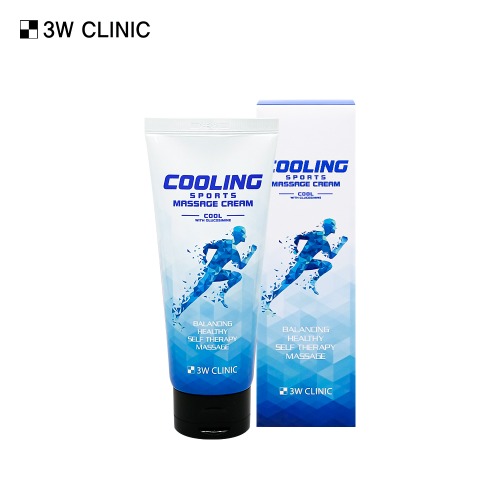 3W CLINIC
COOLING
SPORTS
MASSAGE CREAM
COOL
WITH GLUCOSAMINE
BALANCING
HEALTHY
SELF THERAPY
MASSAGE
3W CLINIC
COOLING
SPORTS
MASSAGE CREAM
COOL
WITH GLUCOSAMINE
BALANCING
HEALTHY
SELF THERAPY
MASSAGE
3W CLINIC